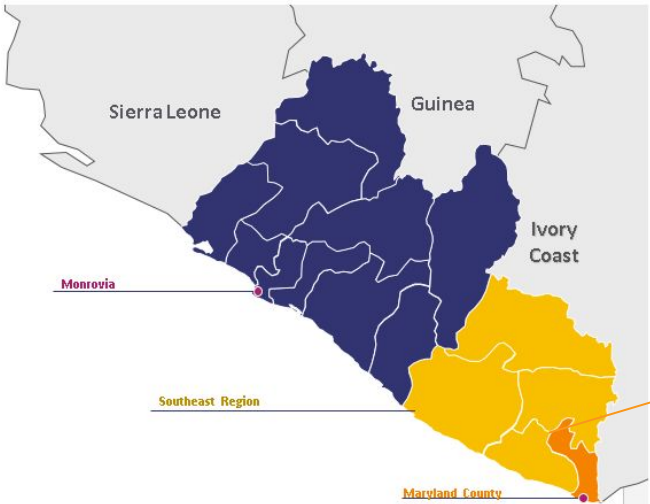 Sierra Leone
Guinea
Ivory
Coast
Monrovia
Southeast Region
Maryland County